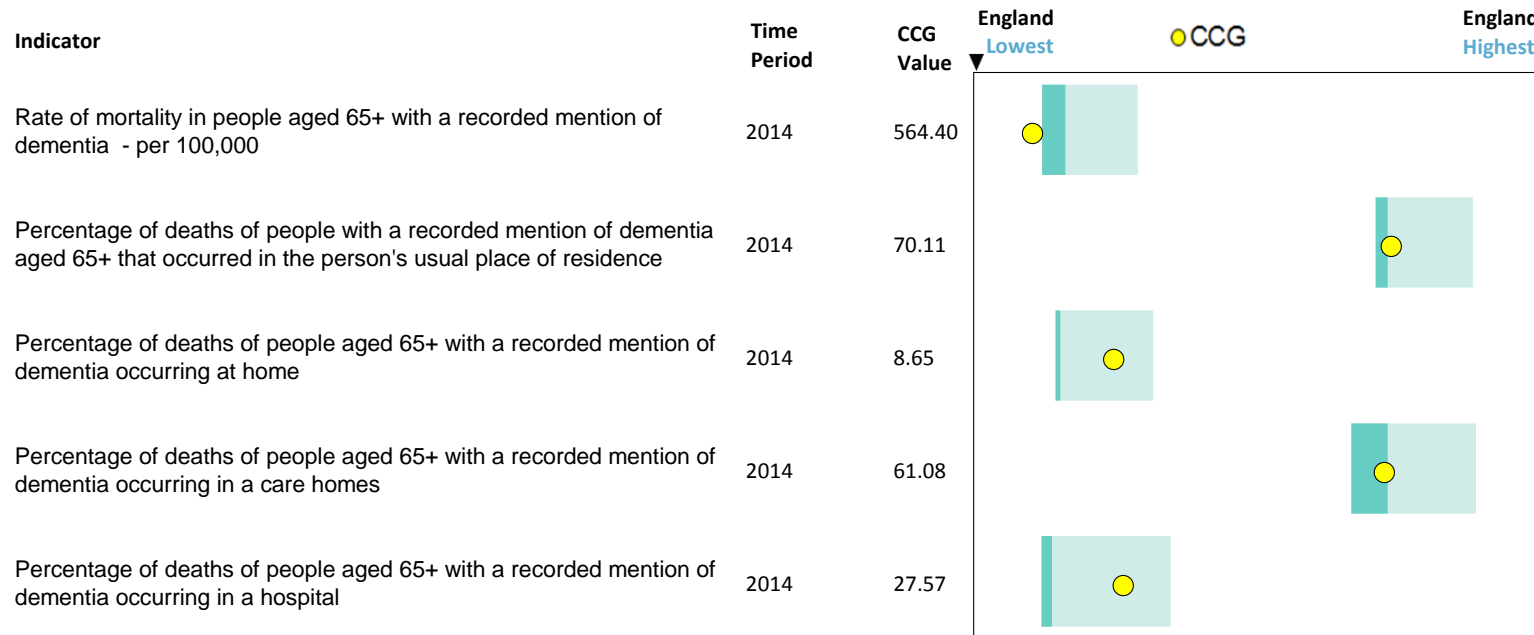 Indicator
Time
Period
CCG
Value
England
Lowest
CCG
England
Highest
Rate of mortality in people aged 65+ with a recorded mention of
dementia - per 100,000
2014
564.40
Percentage of deaths of people with a recorded mention of dementia
aged 65+ that occurred in the person's usual place of residence
2014
70.11
Percentage of deaths of people aged 65+ with a recorded mention of
dementia occurring at home
2014
8.65
Percentage of deaths of people aged 65+ with a recorded mention of
dementia occurring in a care homes
2014
61.08
Percentage of deaths of people aged 65+ with a recorded mention of
dementia occurring in a hospital
2014
27.57